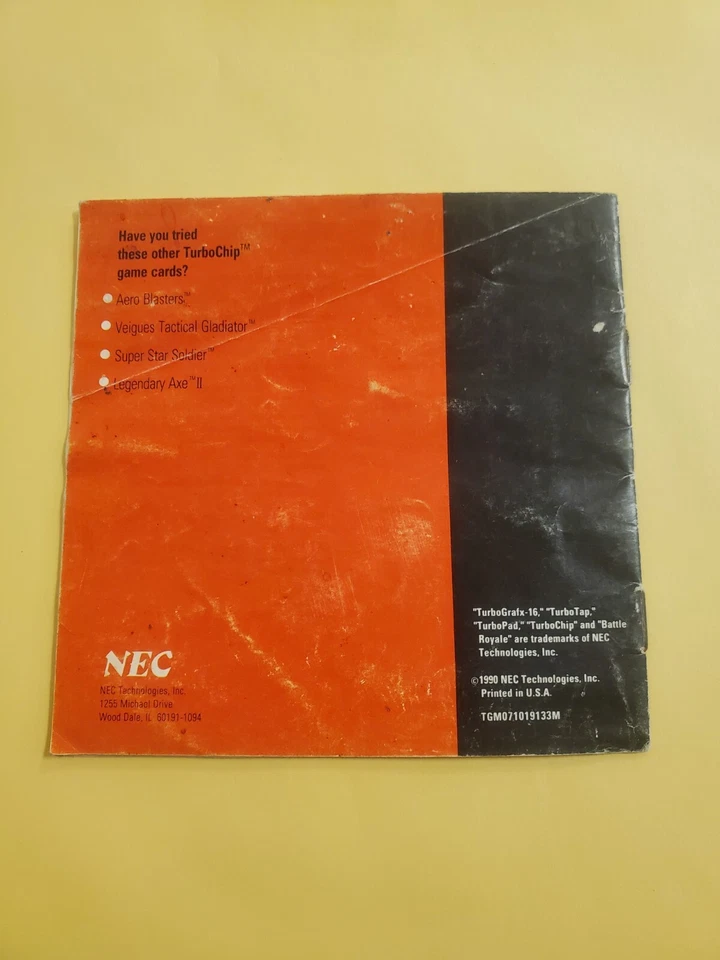 Have you tried
these other TurboChip™
game cards?
Aero Blasters™
Veigues Tactical Gladiator™
Super Star Soldier™
Legendary Axe™ II
NEC
NEC Technologies, Inc.
1255 Michael Drive
Wood Dale, IL 60191-1094
"TurboGrafx-16," "TurboTap,"
"TurboPad," "TurboChip" and "Battle
Royale" are trademarks of NEC
Technologies, Inc.
©1990 NEC Technologies, Inc.
Printed in U.S.A.
TGM071019133M